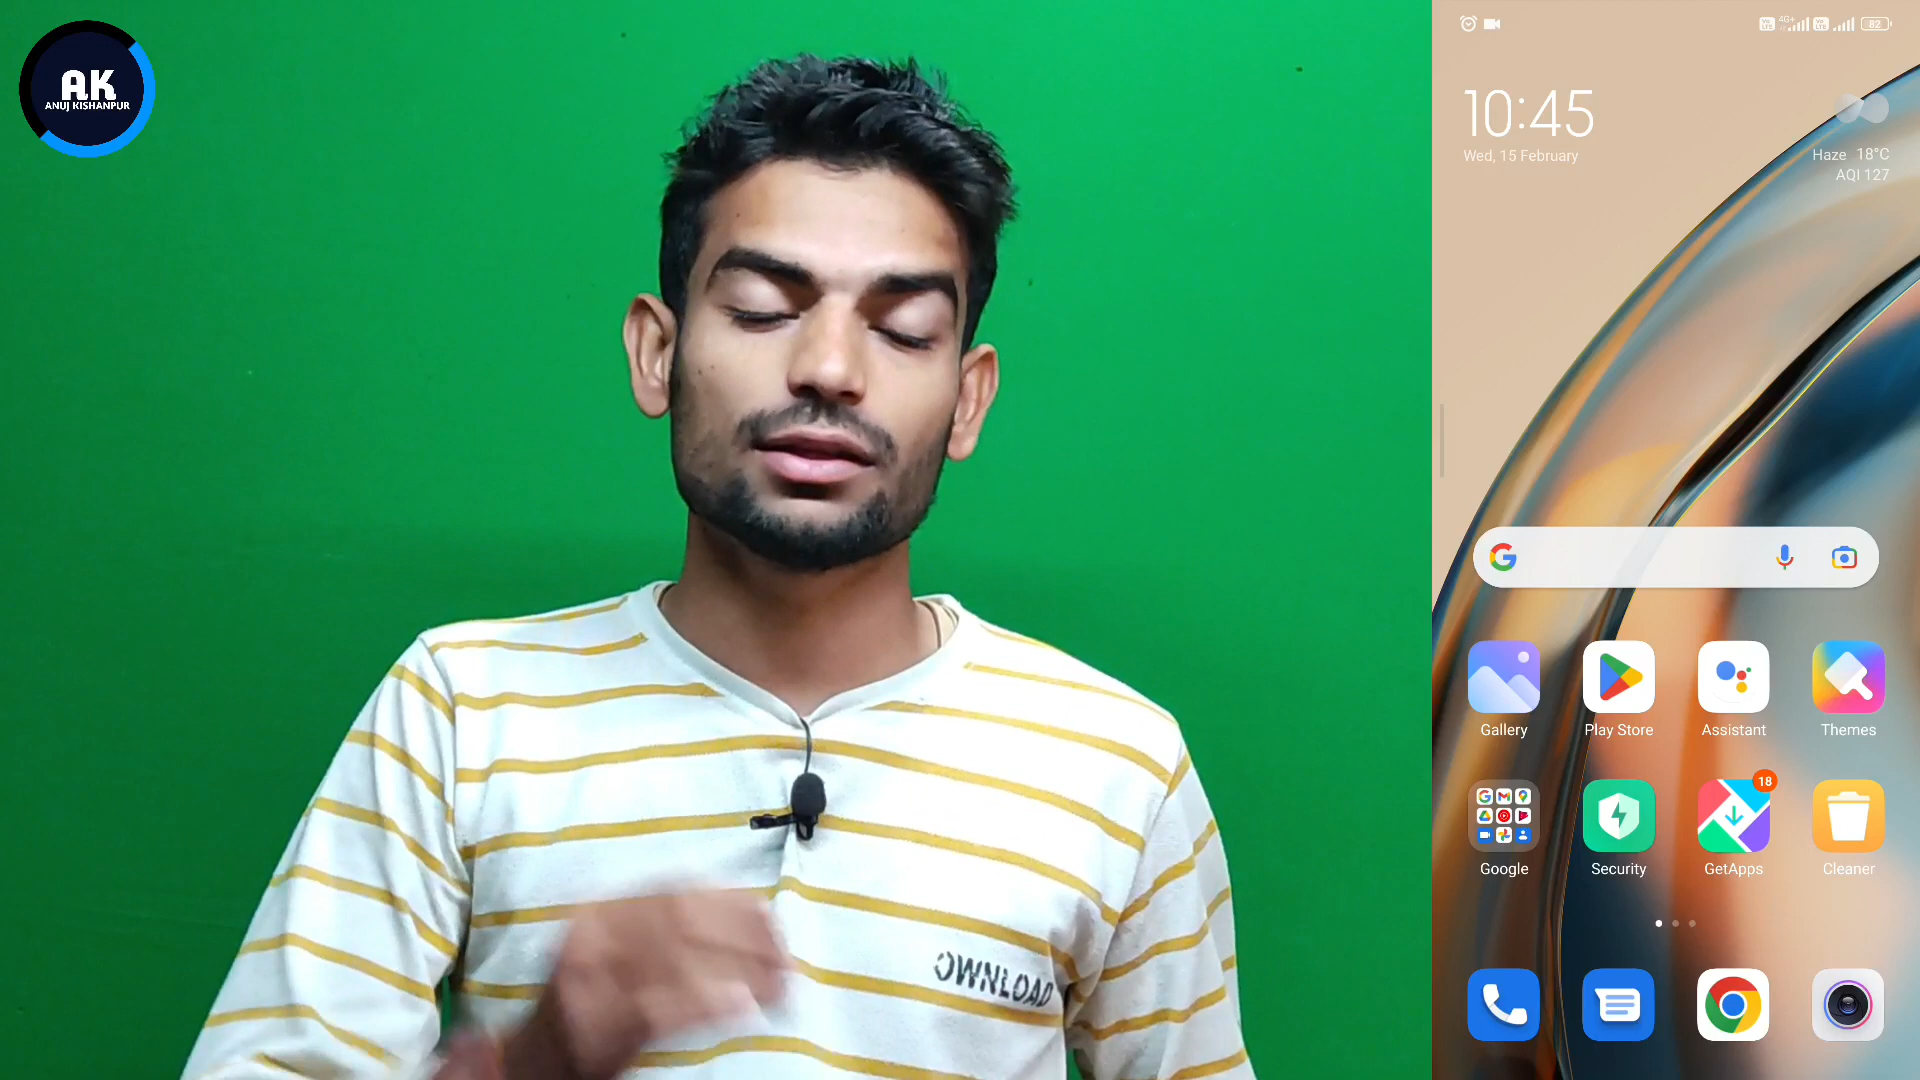 AK
ANUJ KISHANPUR
OWNLOAD
82
10:45
Wed, 15 February
Haze 18°C
AQI 127
Gallery
Play Store
Assistant
Themes
18
Google
Security
GetApps
Cleaner